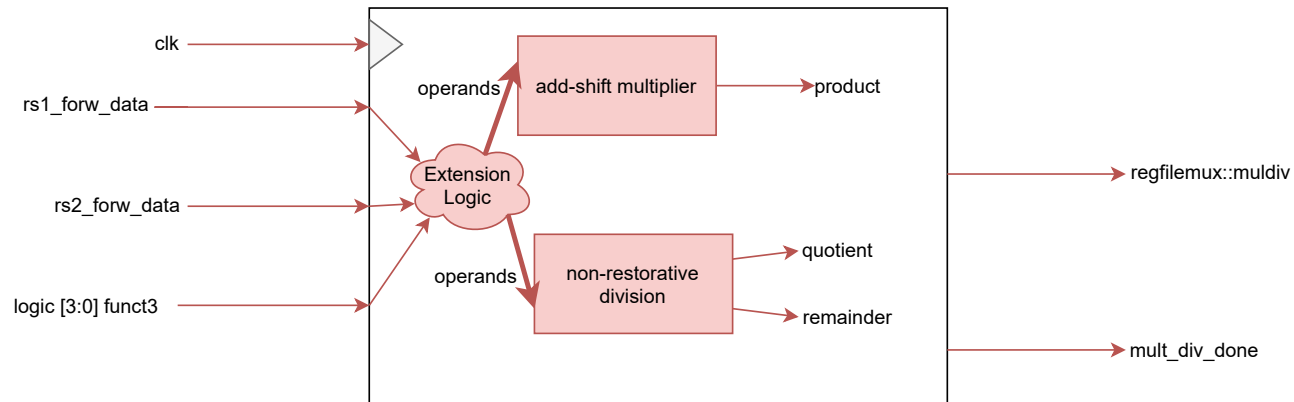 clk
rs1_forw_data
rs2_forw_data
logic [3:0] funct3
Extension
Logic
operands
add-shift multiplier
product
operands
non-restorative
division
quotient
remainder
regfilemux::muldiv
mult_div_done